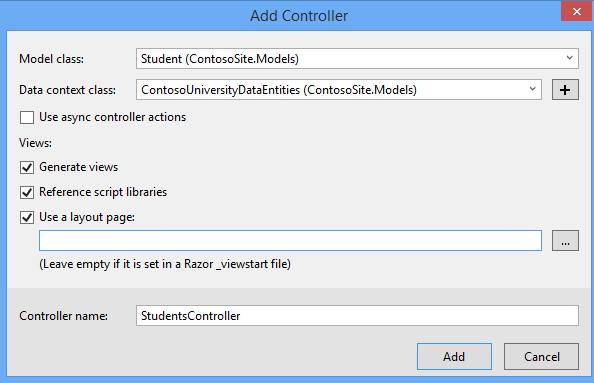 Add Controller
Model class: Student (ContosoSite.Models)
Data context class: ContosoUniversityDataEntities (ContosoSite.Models) +
Use async controller actions
Views:
Generate views
Reference script libraries
Use a layout page:
...
(Leave empty if it is set in a Razor _viewstart file)
Controller name: StudentsController
Add Cancel